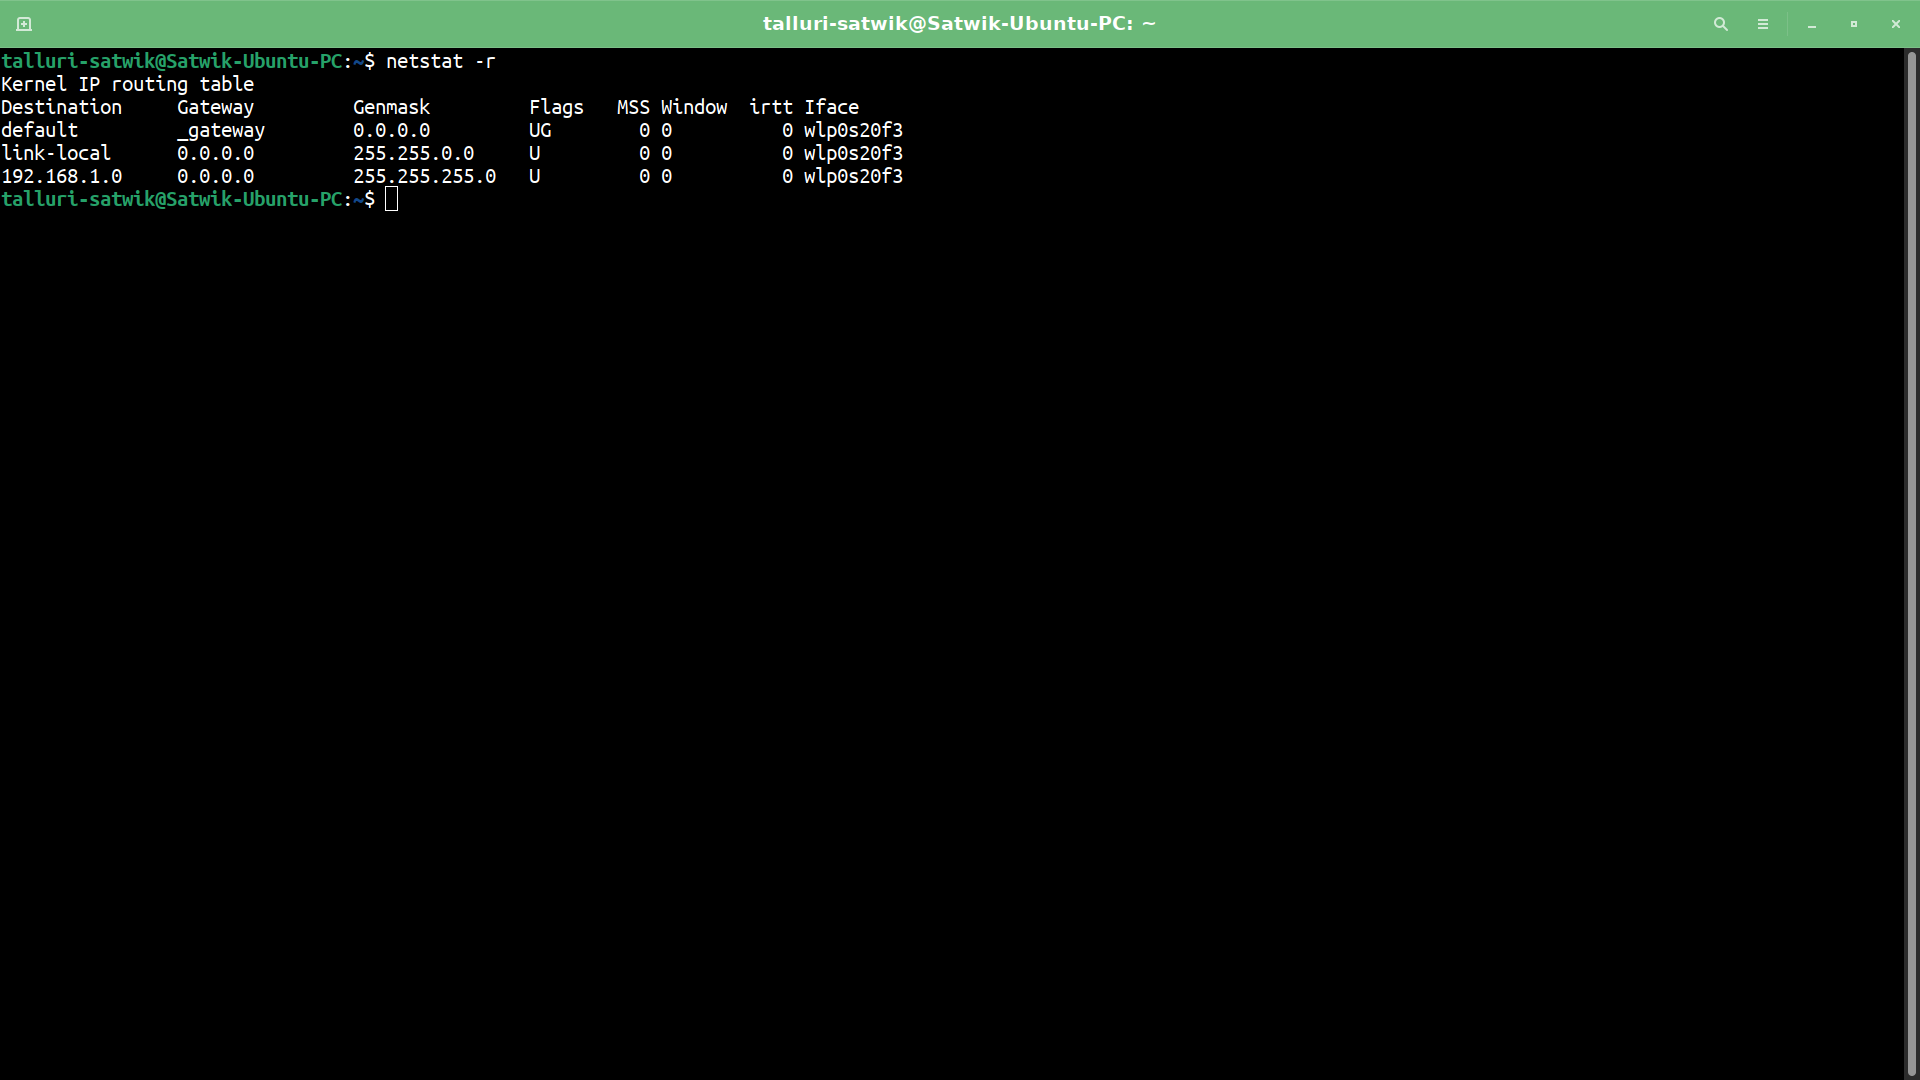 talluri-satwik@Satwik-Ubuntu-PC: ~
talluri-satwik@Satwik-Ubuntu-PC:~$ netstat -r
Kernel IP routing table
Destination     Gateway         Genmask         Flags   MSS Window  irtt Iface
default         _gateway        0.0.0.0         UG        0 0          0 wlp0s20f3
link-local      0.0.0.0         255.255.0.0     U         0 0          0 wlp0s20f3
192.168.1.0     0.0.0.0         255.255.255.0   U         0 0          0 wlp0s20f3
talluri-satwik@Satwik-Ubuntu-PC:~$